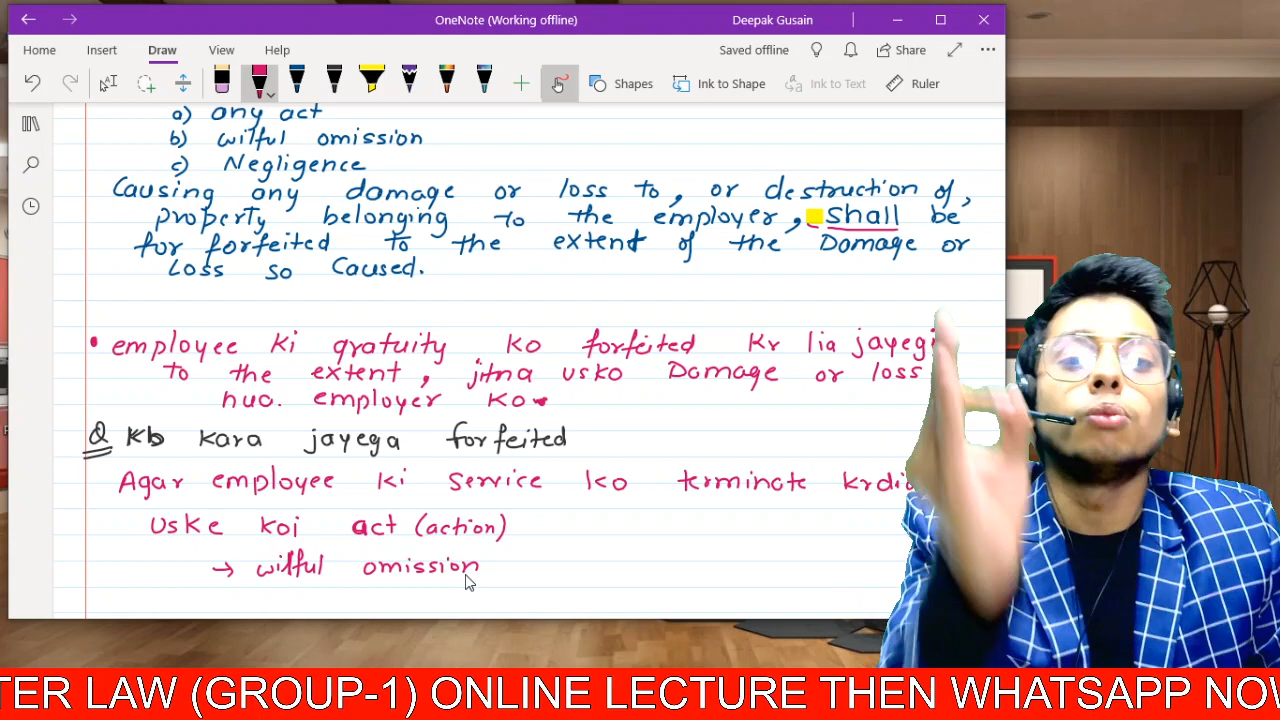 OneNote (Working offline)
Deepak Gusain
Home Insert Draw View Help
Saved offline
Share
Shapes
Ink to Shape
Ink to Text
Ruler
a) any act
b) wilful omission
c) Negligence
Causing any damage or loss to, or destruction of,
property belonging to the employer, shall be
for forfeited to the extent of the Damage or
Loss so Caused.
• employee ki gratuity ko forfeited kr lia jayegi
to the extent, jitna usko Damage or loss
hua. employer ko.
Q Kb kara jayega forfeited
Agar employee ki service ko terminate krdia
uske koi act (action)
→ wilful omission
TER LAW (GROUP-1) ONLINE LECTURE THEN WHATSAPP NOW